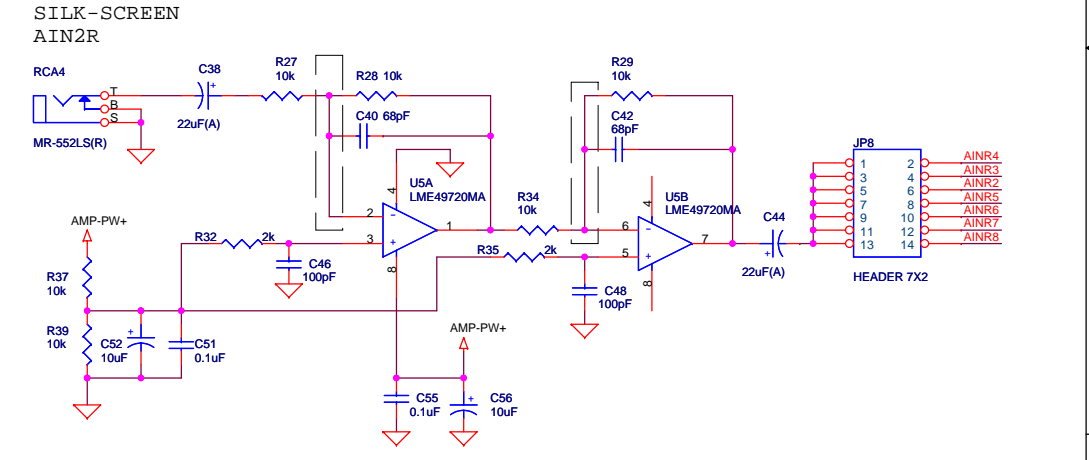 SILK-SCREEN
AIN2R
RCA4
T
B
S
MR-552LS(R)
C38
+
22uF(A)
R27
10k
R28 10k
C40 68pF
R29
10k
C42
68pF
4
U5A
LME49720MA
2
-
3
+
1
8
R34
10k
R35
2k
4
U5B
LME49720MA
6
-
5
+
7
8
C44
+
22uF(A)
JP8
1 2 AINR4
3 4 AINR3
5 6 AINR2
7 8 AINR5
9 10 AINR6
11 12 AINR7
13 14 AINR8
HEADER 7X2
AMP-PW+
R32
2k
C46
100pF
R37
10k
C48
100pF
R39
10k
C52
+
10uF
C51
0.1uF
AMP-PW+
C55
0.1uF
+
C56
10uF